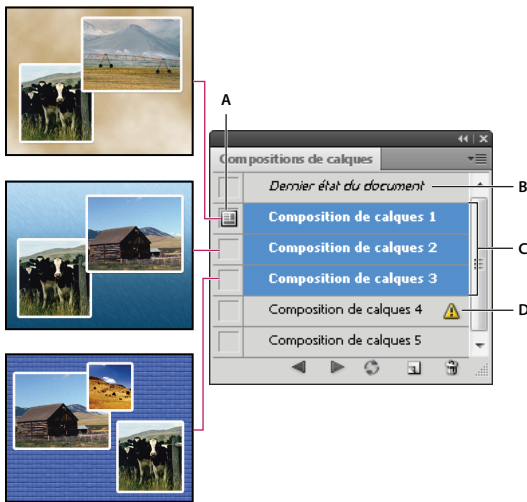 A
Compositions de calques
Dernier état du document
B
Composition de calques 1
Composition de calques 2
C
Composition de calques 3
Composition de calques 4
D
Composition de calques 5